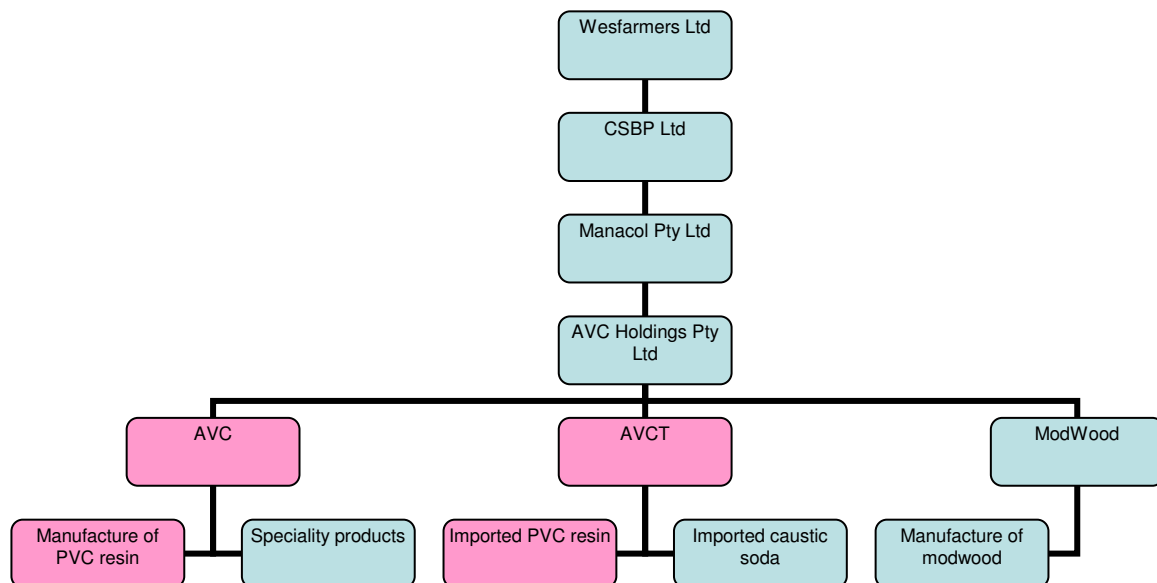 Wesfarmers Ltd
CSBP Ltd
Manacol Pty Ltd
AVC Holdings Pty
Ltd
AVC
AVCT
ModWood
Manufacture of
PVC resin
Speciality products
Imported PVC resin
Imported caustic
soda
Manufacture of
modwood